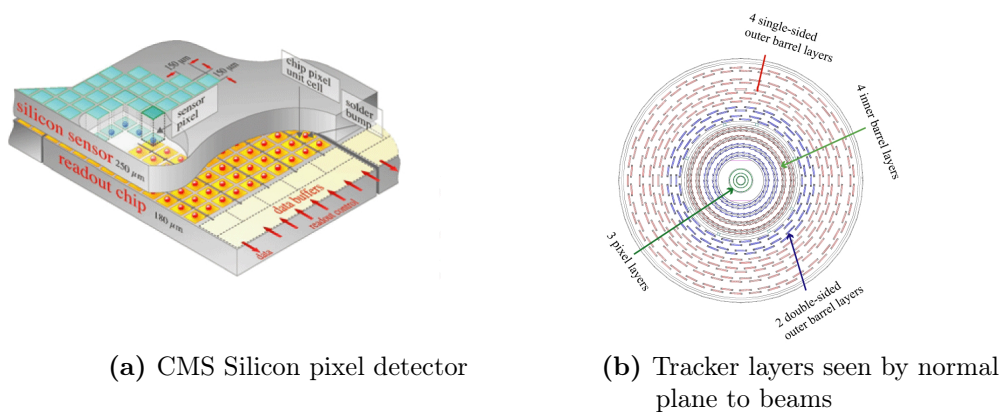 150 µm
150 µm
chip pixel
unit cell
solder
bump
sensor
pixel
silicon sensor
250 µm
readout chip
180 µm
data buffers
readout control
data
4 single-sided
outer barrel layers
4 inner barrel layers
3 pixel layers
2 double-sided
outer barrel layers
(a) CMS Silicon pixel detector
(b) Tracker layers seen by normal
plane to beams